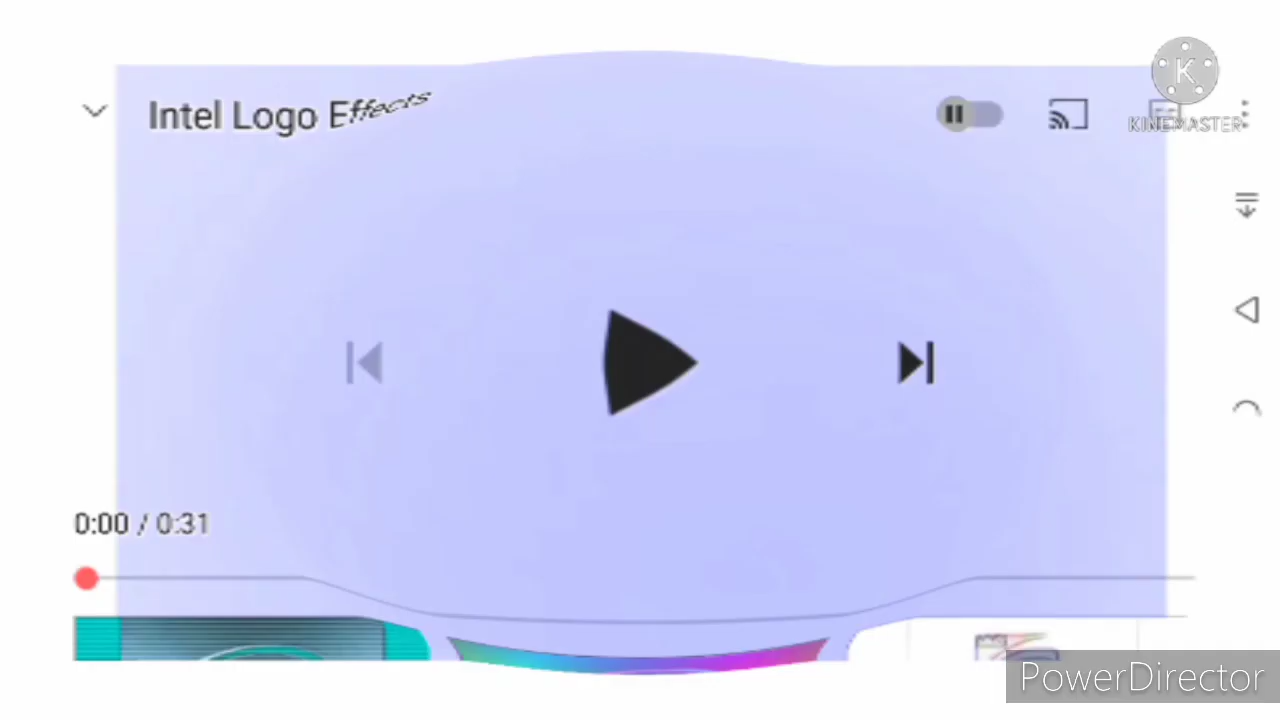 Intel Logo Effects
K
KINEMASTER
0:00 / 0:31
PowerDirector